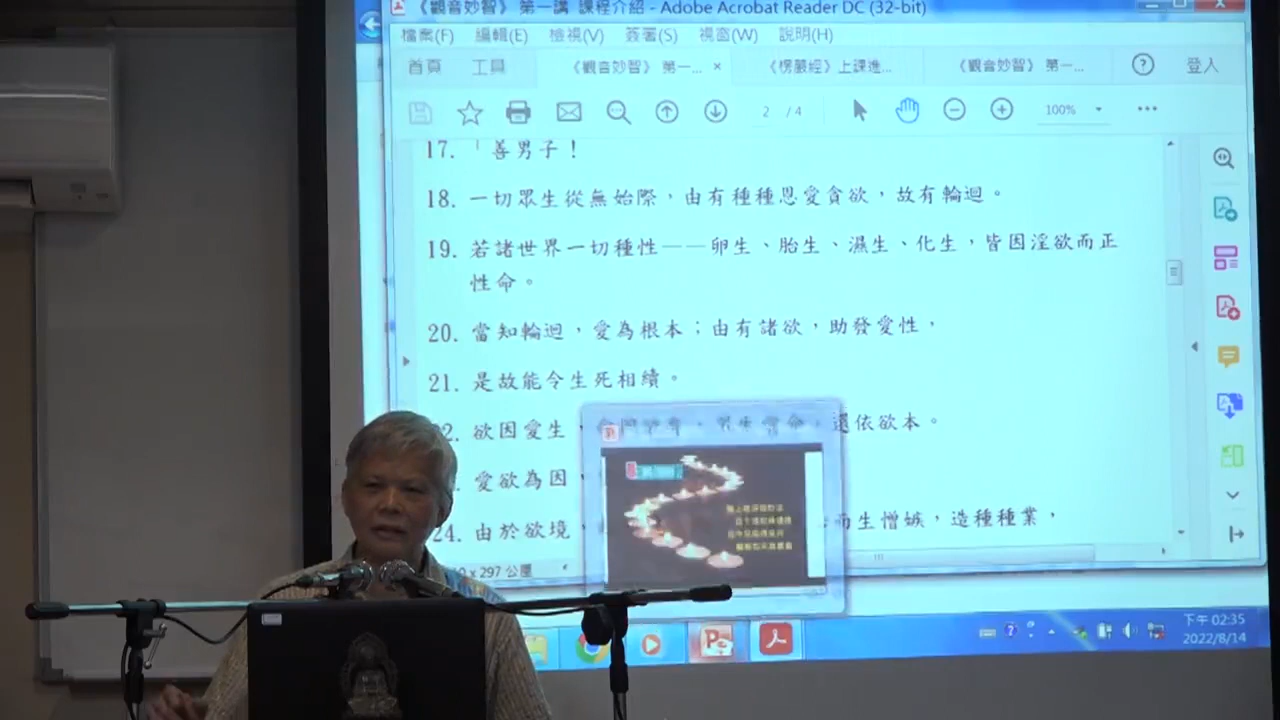 《觀音妙智》 第一講 課程介紹 - Adobe Acrobat Reader DC (32-bit)
檔案(F) 編輯(E) 檢視(V) 簽署(S) 視窗(W) 說明(H)
首頁 工具 《觀音妙智》 第一... × 《楞嚴經》上課進... 《觀音妙智》 第一... ? 登入
2 / 4 100%
17. 「善男子！
18. 一切眾生從無始際，由有種種恩愛貪欲，故有輪迴。
19. 若諸世界一切種性——卵生、胎生、濕生、化生，皆因淫欲而正
性命。
20. 當知輪迴，愛為根本；由有諸欲，助發愛性，
21. 是故能令生死相續。
欲因愛生， 還依欲本。
愛欲為因，
24. 由於欲境， 而生憎嫉，造種種業，
x 297 公厘
下午 02:35
2022/8/14